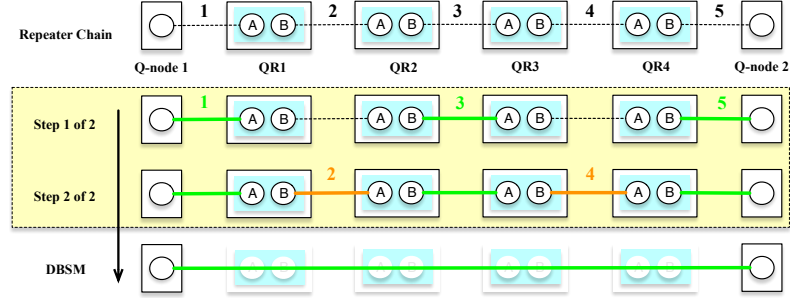 1 2 3 4 5
Repeater Chain A B A B A B A B
Q-node 1 QR1 QR2 QR3 QR4 Q-node 2
1 3 5
Step 1 of 2 A B A B A B A B
2 4
Step 2 of 2 A B A B A B A B
DBSM A B A B A B A B